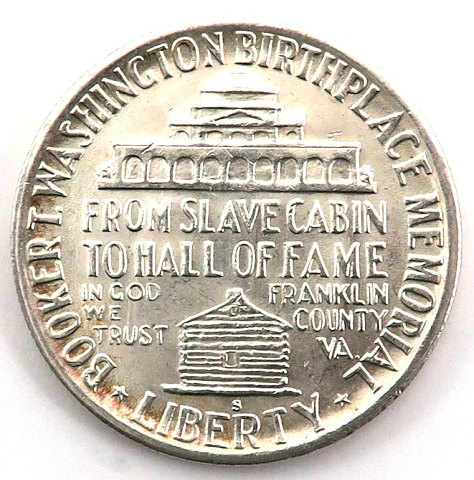 BOOKER T WASHINGTON BIRTHPLACE MEMORIAL
FROM SLAVE CABIN
TO HALL OF FAME
IN GOD
WE
TRUST
FRANKLIN
COUNTY
VA.
S
LIBERTY